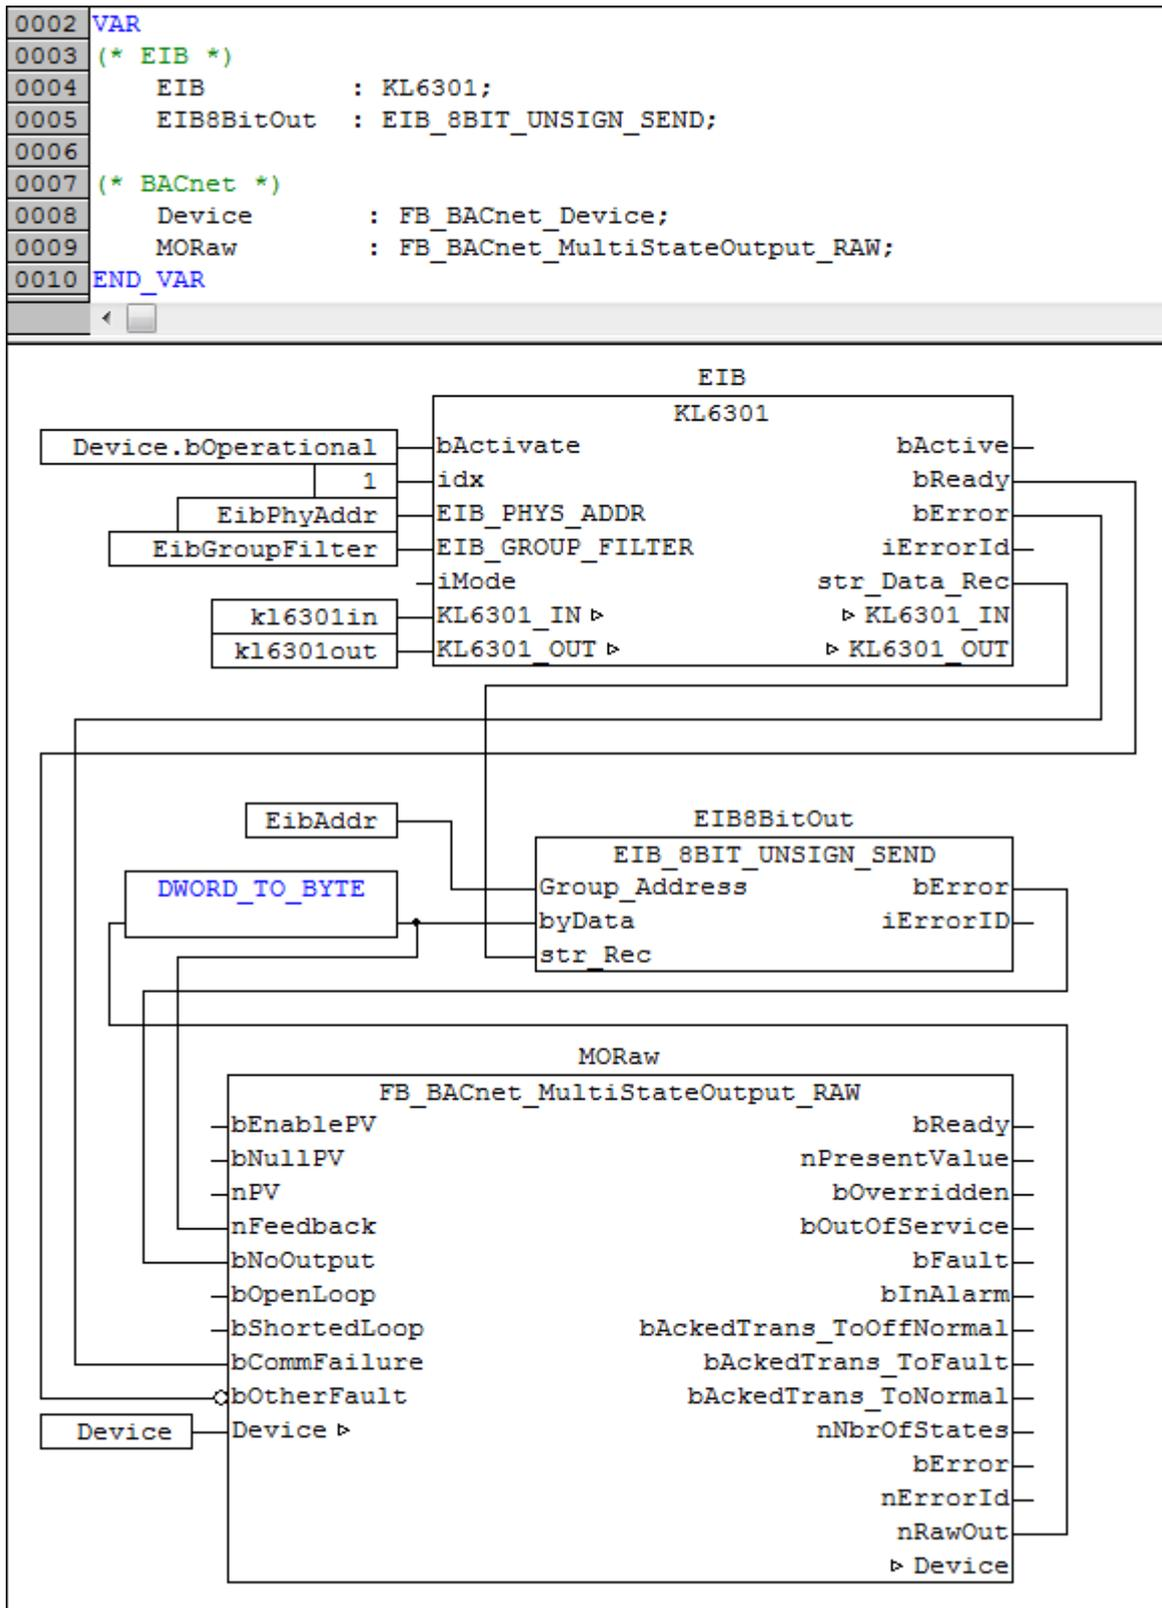 0002 VAR
0003 (* EIB *)
0004 EIB : KL6301;
0005 EIB8BitOut : EIB_8BIT_UNSIGN_SEND;
0006
0007 (* BACnet *)
0008 Device : FB_BACnet_Device;
0009 MORaw : FB_BACnet_MultiStateOutput_RAW;
0010 END_VAR
EIB
KL6301
Device.bOperational bActivate bActive
1 idx bReady
EibPhyAddr EIB_PHYS_ADDR bError
EibGroupFilter EIB_GROUP_FILTER iErrorId
iMode str_Data_Rec
kl6301in KL6301_IN KL6301_IN
kl6301out KL6301_OUT KL6301_OUT
EibAddr EIB8BitOut
EIB_8BIT_UNSIGN_SEND
DWORD_TO_BYTE Group_Address bError
byData iErrorID
str_Rec
MORaw
FB_BACnet_MultiStateOutput_RAW
bEnablePV bReady
bNullPV nPresentValue
nPV bOverridden
nFeedback bOutOfService
bNoOutput bFault
bOpenLoop bInAlarm
bShortedLoop bAckedTrans_ToOffNormal
bCommFailure bAckedTrans_ToFault
bOtherFault bAckedTrans_ToNormal
Device Device nNbrOfStates
bError
nErrorId
nRawOut
Device